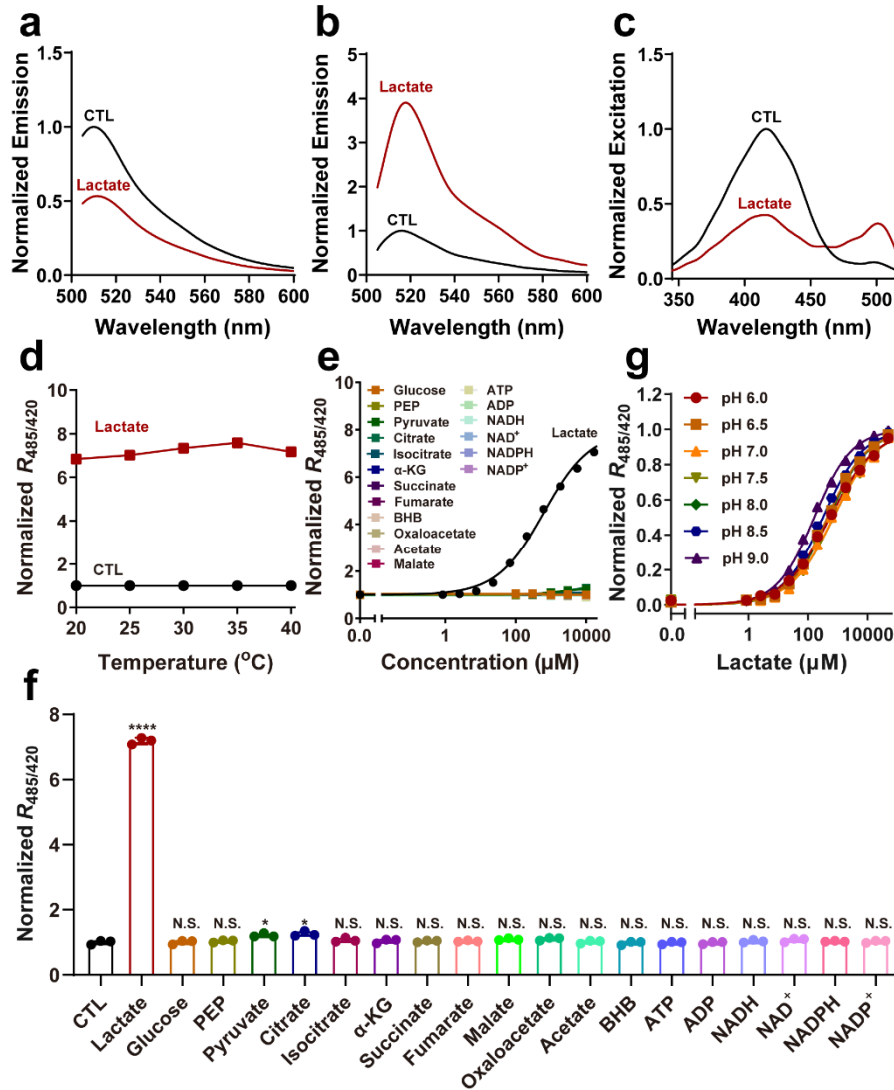 a
Normalized Emission
1.5
1.0
0.5
0.0
CTL
Lactate
500 520 540 560 580 600
Wavelength (nm)
b
Normalized Emission
5
4
3
2
1
0
Lactate
CTL
500 520 540 560 580 600
Wavelength (nm)
c
Normalized Excitation
1.5
1.0
0.5
0.0
CTL
Lactate
350 400 450 500
Wavelength (nm)
d
Normalized R485/420
10
8
6
4
2
0
Lactate
CTL
20 25 30 35 40
Temperature (°C)
e
Normalized R485/420
10
8
6
4
2
0
Glucose
PEP
Pyruvate
Citrate
Isocitrate
α-KG
Succinate
Fumarate
BHB
Oxaloacetate
Acetate
Malate
ATP
ADP
NADH
NAD⁺
NADPH
NADP⁺
Lactate
0.0 1 100 10000
Concentration (µM)
g
Normalized R485/420
1.2
1.0
0.8
0.6
0.4
0.2
0.0
pH 6.0
pH 6.5
pH 7.0
pH 7.5
pH 8.0
pH 8.5
pH 9.0
0.0 1 100 10000
Lactate (µM)
f
Normalized R485/420
8
6
4
2
0
****
N.S. N.S. * * N.S. N.S. N.S. N.S. N.S. N.S. N.S. N.S. N.S. N.S. N.S. N.S. N.S. N.S.
CTL
Lactate
Glucose
PEP
Pyruvate
Citrate
Isocitrate
α-KG
Succinate
Fumarate
Malate
Oxaloacetate
Acetate
BHB
ATP
ADP
NADH
NAD⁺
NADPH
NADP⁺